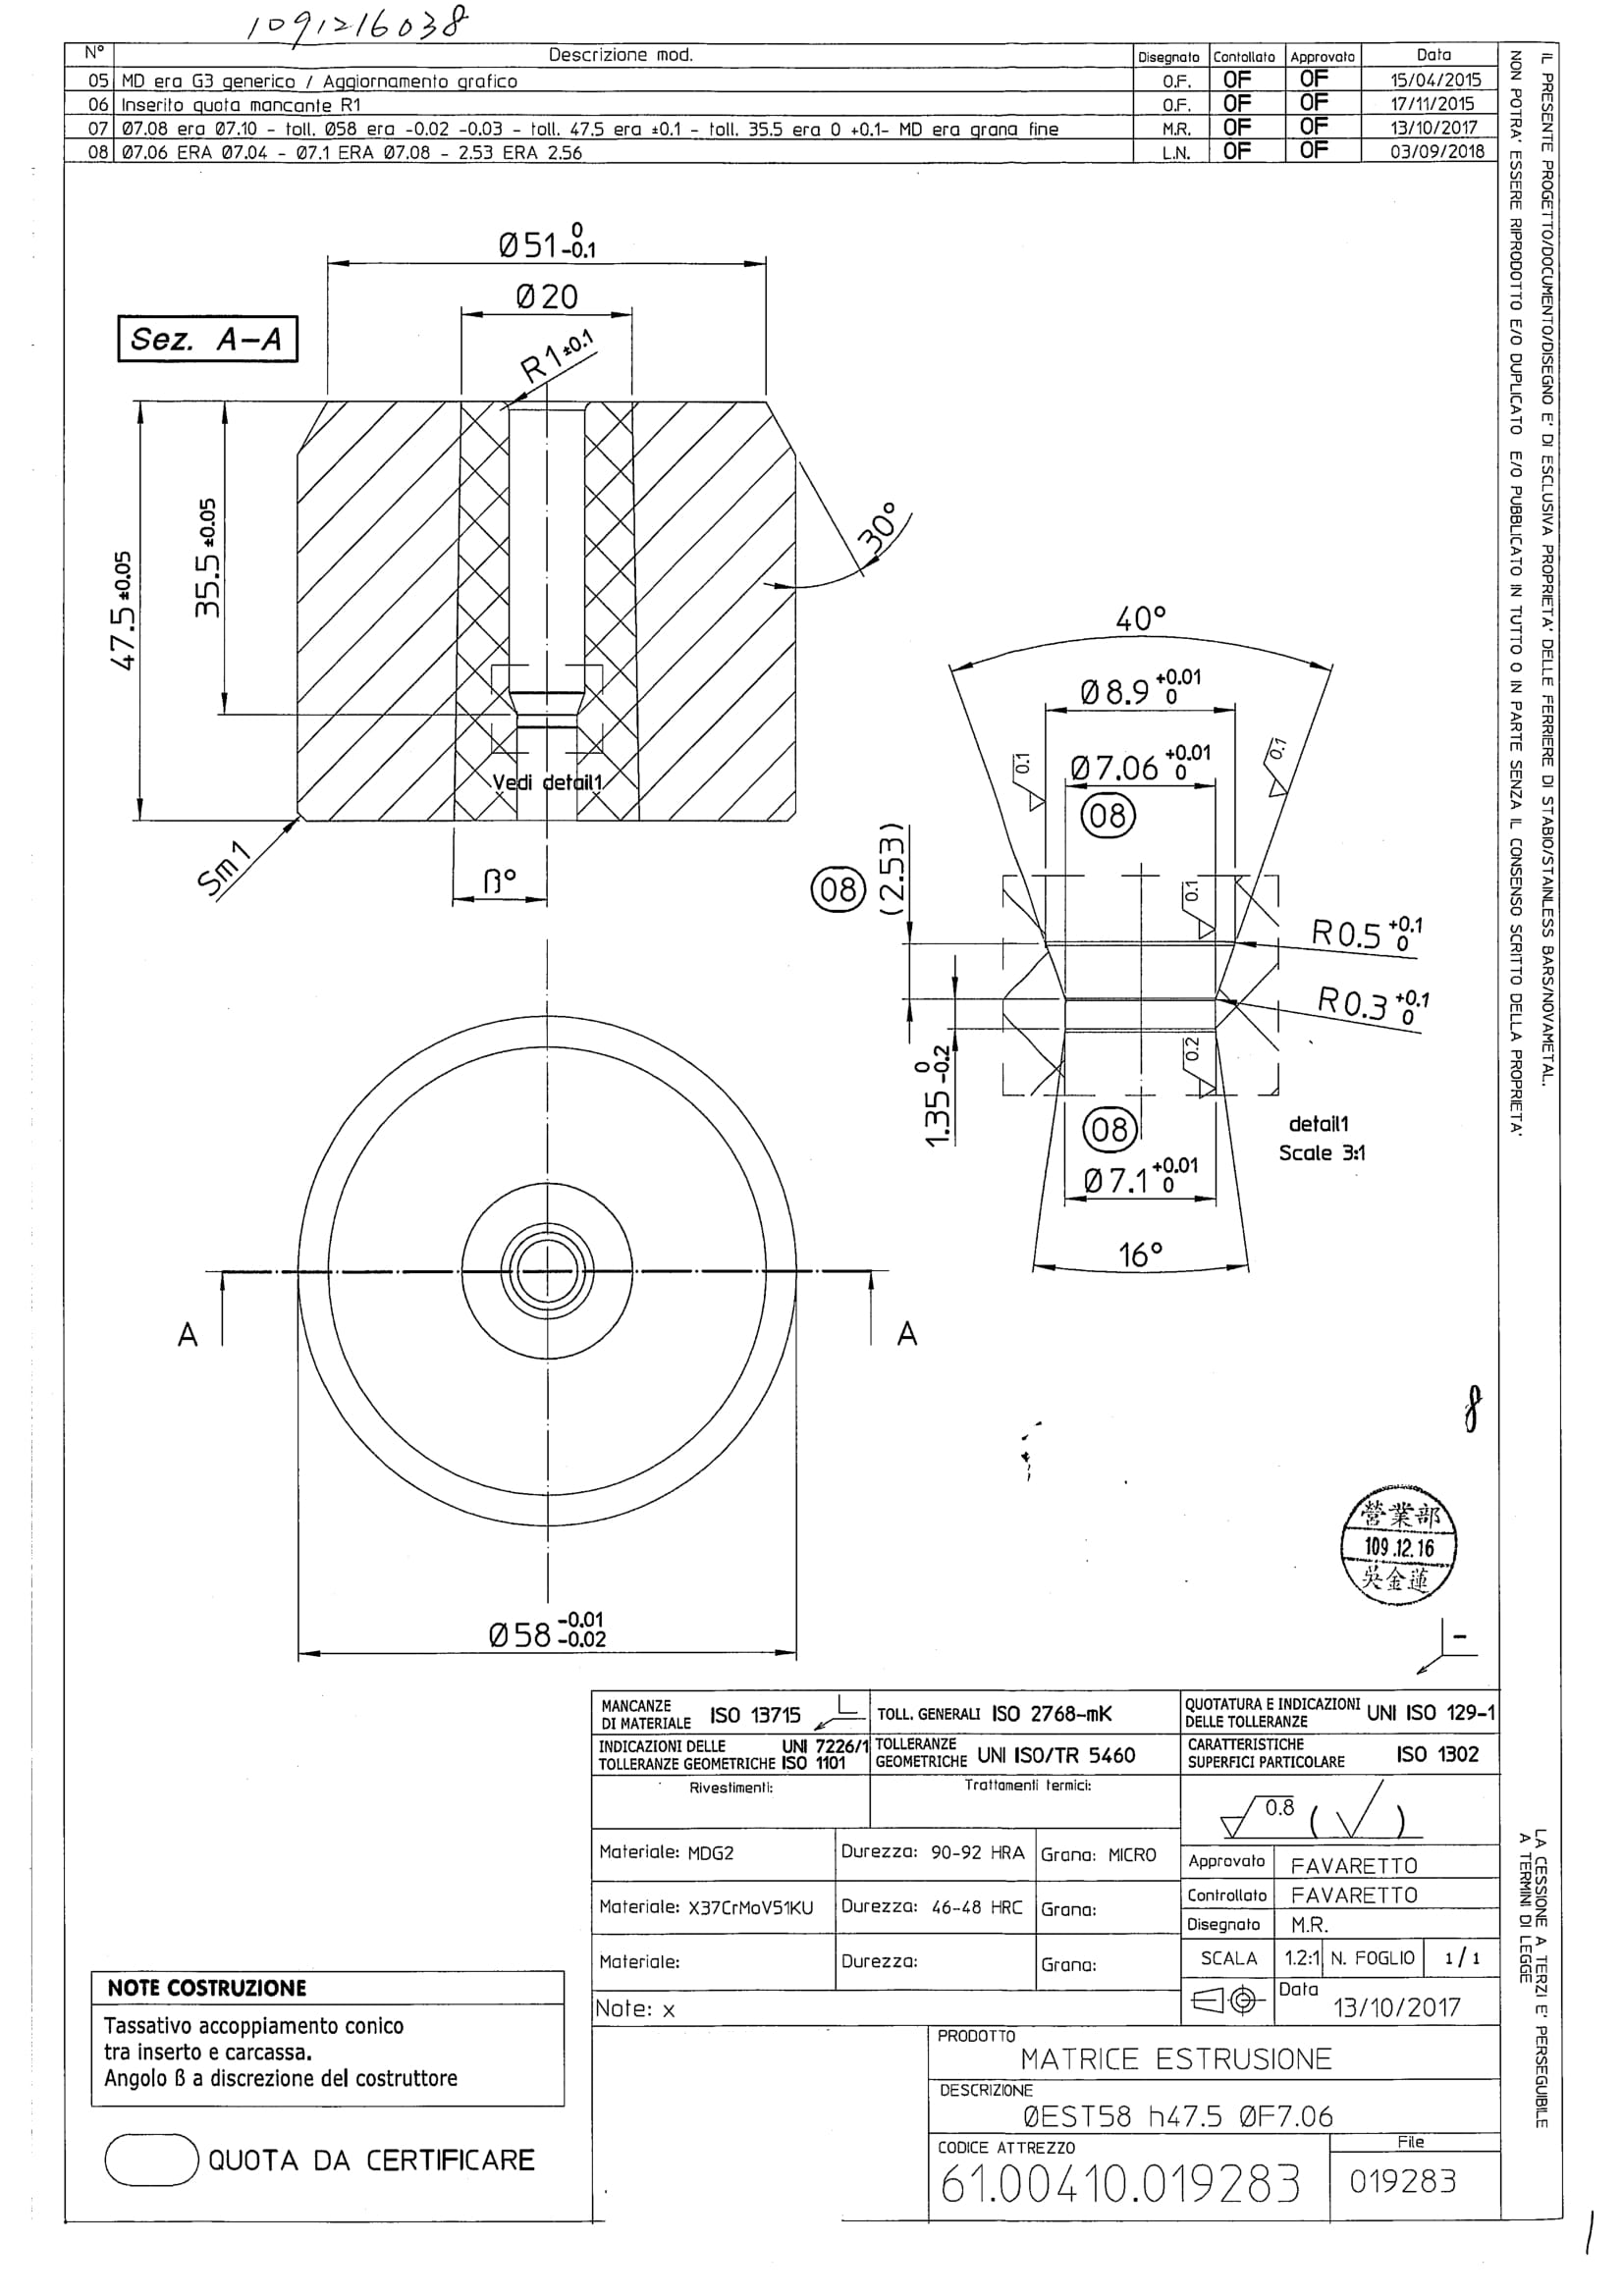 1091216038
N° Descrizione mod. Disegnato Contollato Approvato Data
05 MD era G3 generico / Aggiornamento grafico O.F. OF OF 15/04/2015
06 Inserito quota mancante R1 O.F. OF OF 17/11/2015
07 Ø7.08 era Ø7.10 - toll. Ø58 era -0.02 -0.03 - toll. 47.5 era ±0.1 - toll. 35.5 era 0 +0.1- MD era grana fine M.R. OF OF 13/10/2017
08 Ø7.06 ERA Ø7.04 - Ø7.1 ERA Ø7.08 - 2.53 ERA 2.56 L.N. OF OF 03/09/2018
IL PRESENTE PROGETTO/DOCUMENTO/DISEGNO E' DI ESCLUSIVA PROPRIETA' DELLE FERRIERE DI STABIO/STAINLESS BARS/NOVAMETAL.
NON POTRA' ESSERE RIPRODOTTO E/O DUPLICATO E/O PUBBLICATO IN TUTTO O IN PARTE SENZA IL CONSENSO SCRITTO DELLA PROPRIETA'
LA CESSIONE A TERZI E' PERSEGUIBILE
A TERMINI DI LEGGE
Ø51 0 -0.1
Ø20
Sez. A-A
R1±0.1
47.5±0.05
35.5±0.05
30°
Vedi detail1
Sm1
ß°
40°
Ø8.9 +0.01 0
Ø7.06 +0.01 0
0.1
0.1
08
08
(2.53)
0.1
R0.5 +0.1 0
R0.3 +0.1 0
1.35 0 -0.2
0.2
08
Ø7.1 +0.01 0
16°
detail1
Scale 3:1
A
A
Ø58 -0.01 -0.02
8
營業部
109.12.16
吳金蓮
-
MANCANZE
DI MATERIALE ISO 13715
TOLL. GENERALI ISO 2768-mK
QUOTATURA E INDICAZIONI
DELLE TOLLERANZE UNI ISO 129-1
INDICAZIONI DELLE UNI 7226/1
TOLLERANZE GEOMETRICHE ISO 1101
TOLLERANZE
GEOMETRICHE UNI ISO/TR 5460
CARATTERISTICHE
SUPERFICI PARTICOLARE ISO 1302
Rivestimenti:
Trattamenti termici:
0.8 ( )
Materiale: MDG2 Durezza: 90-92 HRA Grana: MICRO
Materiale: X37CrMoV51KU Durezza: 46-48 HRC Grana:
Materiale: Durezza: Grana:
Note: x
Approvato FAVARETTO
Controllato FAVARETTO
Disegnato M.R.
SCALA 1.2:1 N. FOGLIO 1/1
Data
13/10/2017
PRODOTTO
MATRICE ESTRUSIONE
DESCRIZIONE
ØEST58 h47.5 ØF7.06
CODICE ATTREZZO
61.00410.019283
File
019283
NOTE COSTRUZIONE
Tassativo accoppiamento conico
tra inserto e carcassa.
Angolo ß a discrezione del costruttore
QUOTA DA CERTIFICARE